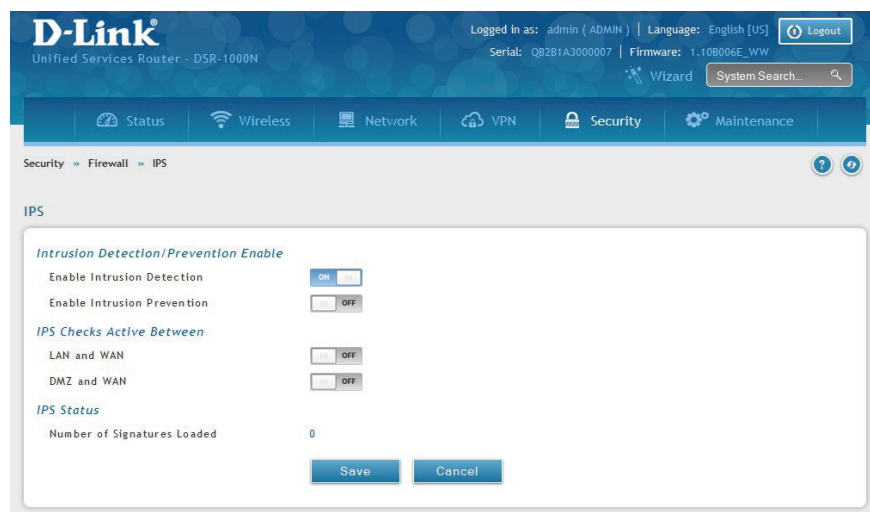 D-Link®
Unified Services Router - DSR-1000N
Logged in as: admin ( ADMIN ) | Language: English [US]
Logout
Serial: QB2B1A3000007 | Firmware: 1.10B006E_WW
Wizard
System Search...
Status
Wireless
Network
VPN
Security
Maintenance
Security » Firewall » IPS
?
IPS
Intrusion Detection/Prevention Enable
Enable Intrusion Detection ON
Enable Intrusion Prevention OFF
IPS Checks Active Between
LAN and WAN OFF
DMZ and WAN OFF
IPS Status
Number of Signatures Loaded 0
Save Cancel